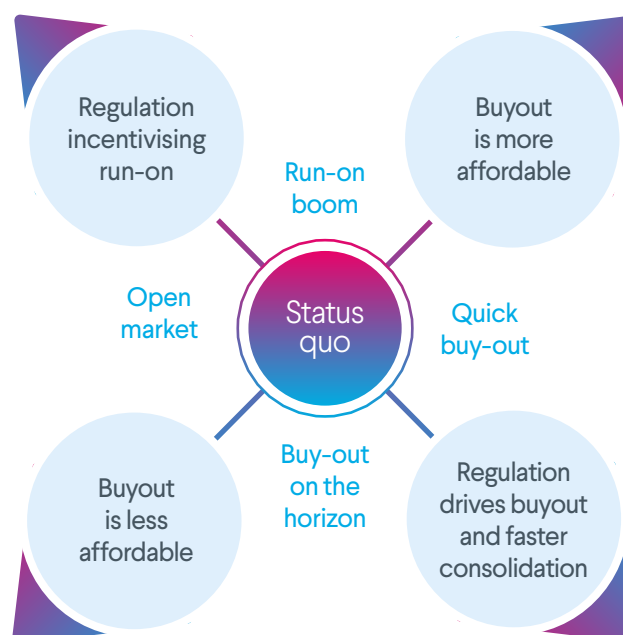 Regulation
incentivising
run-on
Buyout
is more
affordable
Run-on
boom
Open
market
Status
quo
Quick
buy-out
Buyout
is less
affordable
Buy-out
on the
horizon
Regulation
drives buyout
and faster
consolidation